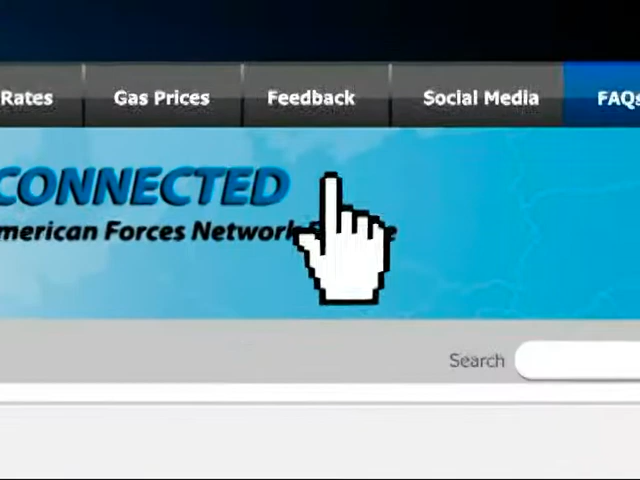 Rates Gas Prices Feedback Social Media FAQs
CONNECTED
merican Forces Network
Search